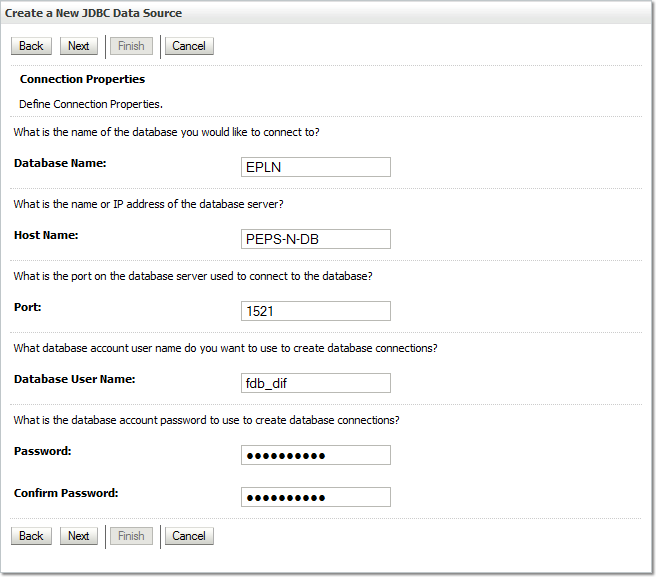 Create a New JDBC Data Source
Back Next Finish Cancel
Connection Properties
Define Connection Properties.
What is the name of the database you would like to connect to?
Database Name: EPLN
What is the name or IP address of the database server?
Host Name: PEPS-N-DB
What is the port on the database server used to connect to the database?
Port: 1521
What database account user name do you want to use to create database connections?
Database User Name: fdb_dif
What is the database account password to use to create database connections?
Password: ●●●●●●●●●●
Confirm Password: ●●●●●●●●●●
Back Next Finish Cancel